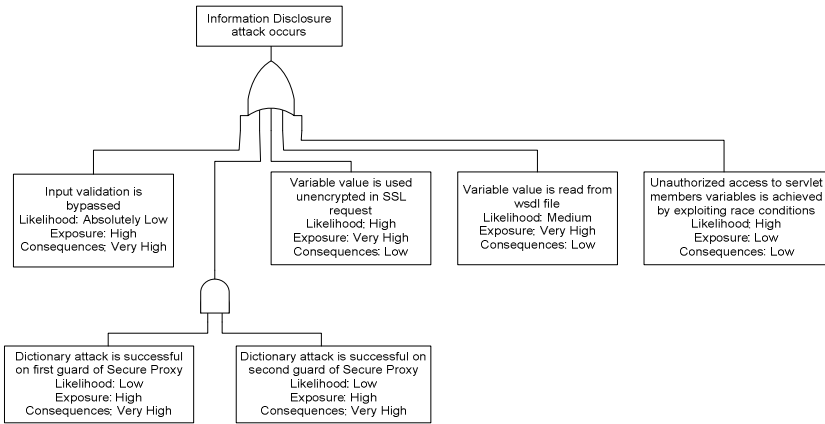 Information Disclosure
attack occurs
Input validation is
bypassed
Likelihood: Absolutely Low
Exposure: High
Consequences; Very High
Variable value is used
unencrypted in SSL
request
Likelihood; High
Exposure: Very High
Consequences: Low
Variable value is read from
wsdl file
Likelihood: Medium
Exposure; Very High
Consequences: Low
Unauthorized access to servlet
members variables is achieved
by exploiting race conditions
Likelihood; High
Exposure: Low
Consequences: Low
Dictionary attack is successful
on first guard of Secure Proxy
Likelihood: Low
Exposure: High
Consequences; Very High
Dictionary attack is successful on
second guard of Secure Proxy
Likelihood: Low
Exposure: High
Consequences; Very High